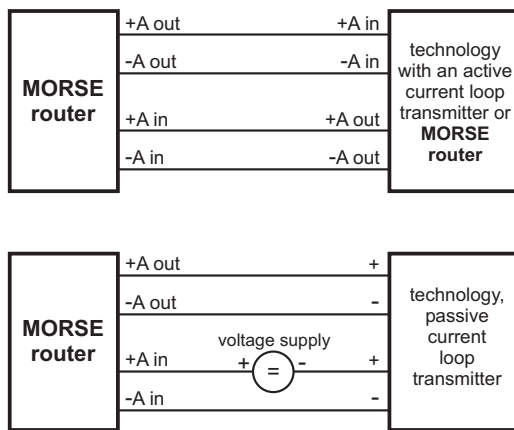 +A out
+A in
-A out
-A in
MORSE
router
+A in
+A out
-A in
-A out
technology
with an active
current loop
transmitter or
MORSE
router
+A out
+
-A out
-
MORSE
router
voltage supply
+A in
+
=
-
+
-A in
-
technology,
passive
current
loop
transmitter